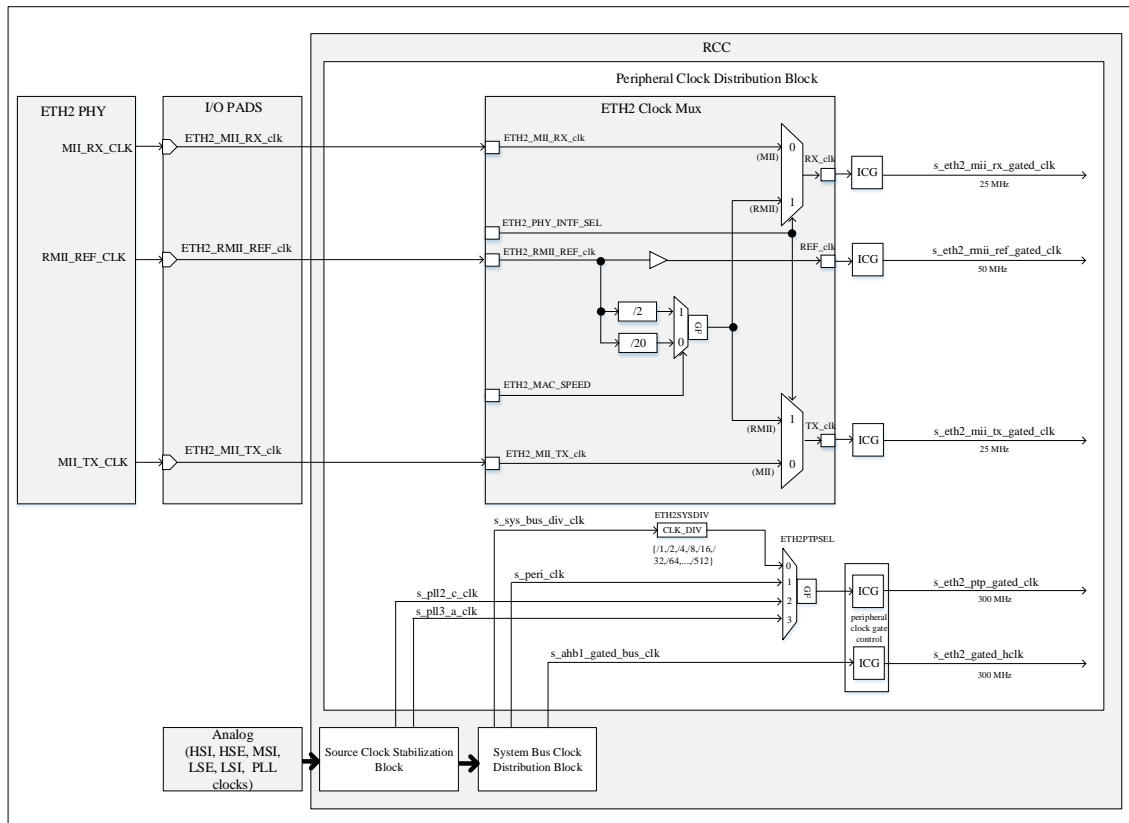 RCC
Peripheral Clock Distribution Block
ETH2 PHY
I/O PADS
ETH2 Clock Mux
MII_RX_CLK
ETH2_MII_RX_clk
ETH2_MII_RX_clk
0
(MII)
RX_clk
ICG
s_eth2_mii_rx_gated_clk
25 MHz
1
(RMII)
ETH2_PHY_INTF_SEL
RMII_REF_CLK
ETH2_RMII_REF_clk
ETH2_RMII_REF_clk
REF_clk
ICG
s_eth2_rmii_ref_gated_clk
50 MHz
/2
1
GF
/20
0
ETH2_MAC_SPEED
1
(RMII)
TX_clk
ICG
s_eth2_mii_tx_gated_clk
25 MHz
MII_TX_CLK
ETH2_MII_TX_clk
ETH2_MII_TX_clk
0
(MII)
s_sys_bus_div_clk
ETH2SYSDIV
CLK_DIV
{/1,/2,/4,/8,/16,/
32,/64,...,/512}
ETH2PTPSEL
0
s_peri_clk
1
s_pll2_c_clk
2
s_pll3_a_clk
3
GF
ICG
s_eth2_ptp_gated_clk
300 MHz
peripheral
clock gate
control
s_ahb1_gated_bus_clk
ICG
s_eth2_gated_hclk
300 MHz
Analog
(HSI, HSE, MSI,
LSE, LSI, PLL
clocks)
Source Clock Stabilization
Block
System Bus Clock
Distribution Block